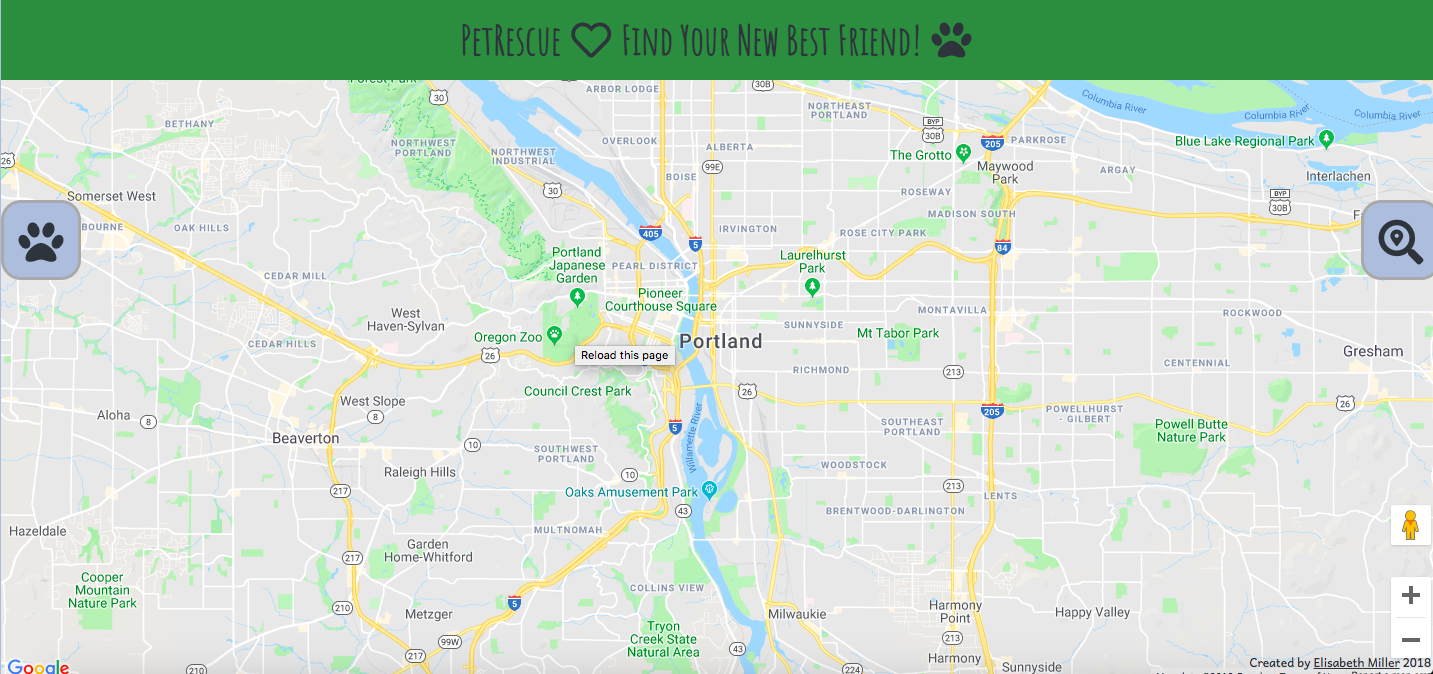 PetRescue Find Your New Best Friend!
Forest Park
30
ARBOR LODGE
30B
Columbia River
Columbia River
Columbia River
BETHANY
NORTHEAST
PORTLAND
BYP
30B
205
PARKROSE
Blue Lake Regional Park
NORTHWEST
PORTLAND
NORTHWEST
INDUSTRIAL
OVERLOOK
ALBERTA
The Grotto
Maywood
Park
26
99E
BOISE
ARGAY
Interlachen
Somerset West
30
ROSEWAY
BYP
30B
MADISON SOUTH
BOURNE
OAK HILLS
405
5
IRVINGTON
ROSE CITY PARK
84
Portland
Japanese
Garden
PEARL DISTRICT
Laurelhurst
Park
CEDAR MILL
Pioneer
Courthouse Square
West
Haven-Sylvan
MONTAVILLA
ROCKWOOD
SUNNYSIDE
Mt Tabor Park
Oregon Zoo
Portland
CEDAR HILLS
26
Reload this page
Gresham
RICHMOND
213
CENTENNIAL
Council Crest Park
26
West Slope
8
205
POWELLHURST
- GILBERT
26
Aloha
8
5
SOUTHEAST
PORTLAND
Powell Butte
Nature Park
Beaverton
10
Willamette River
SOUTHWEST
PORTLAND
Raleigh Hills
10
WOODSTOCK
217
Oaks Amusement Park
213
LENTS
43
BRENTWOOD-DARLINGTON
Hazeldale
MULTNOMAH
Garden
Home-Whitford
217
Cooper
Mountain
Nature Park
COLLINS VIEW
5
210
Metzger
Milwaukie
Harmony
Point
Happy Valley
99W
Tryon
Creek State
Natural Area
213
43
217
Harmony
Sunnyside
210
224
Google
Created by Elisabeth Miller 2018